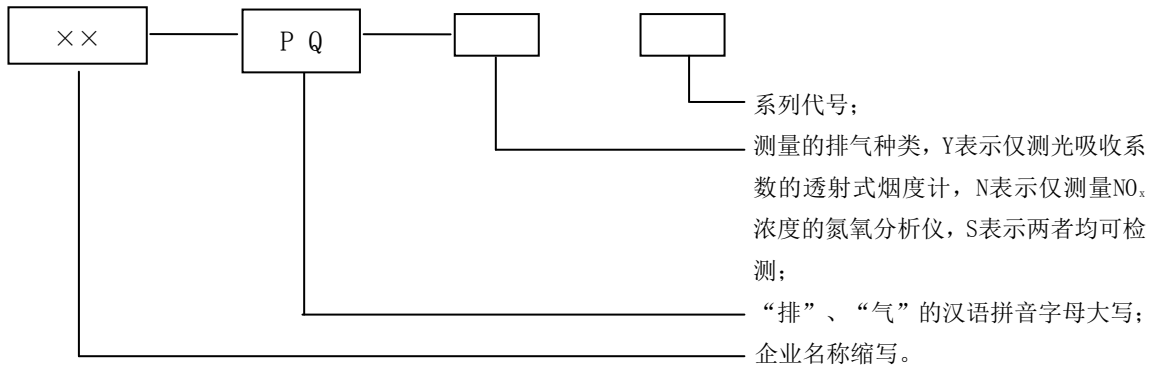 ×× P Q
系列代号；
测量的排气种类，Y表示仅测光吸收系
数的透射式烟度计，N表示仅测量NOₓ
浓度的氮氧分析仪，S表示两者均可检
测；
“排”、“气”的汉语拼音字母大写；
企业名称缩写。